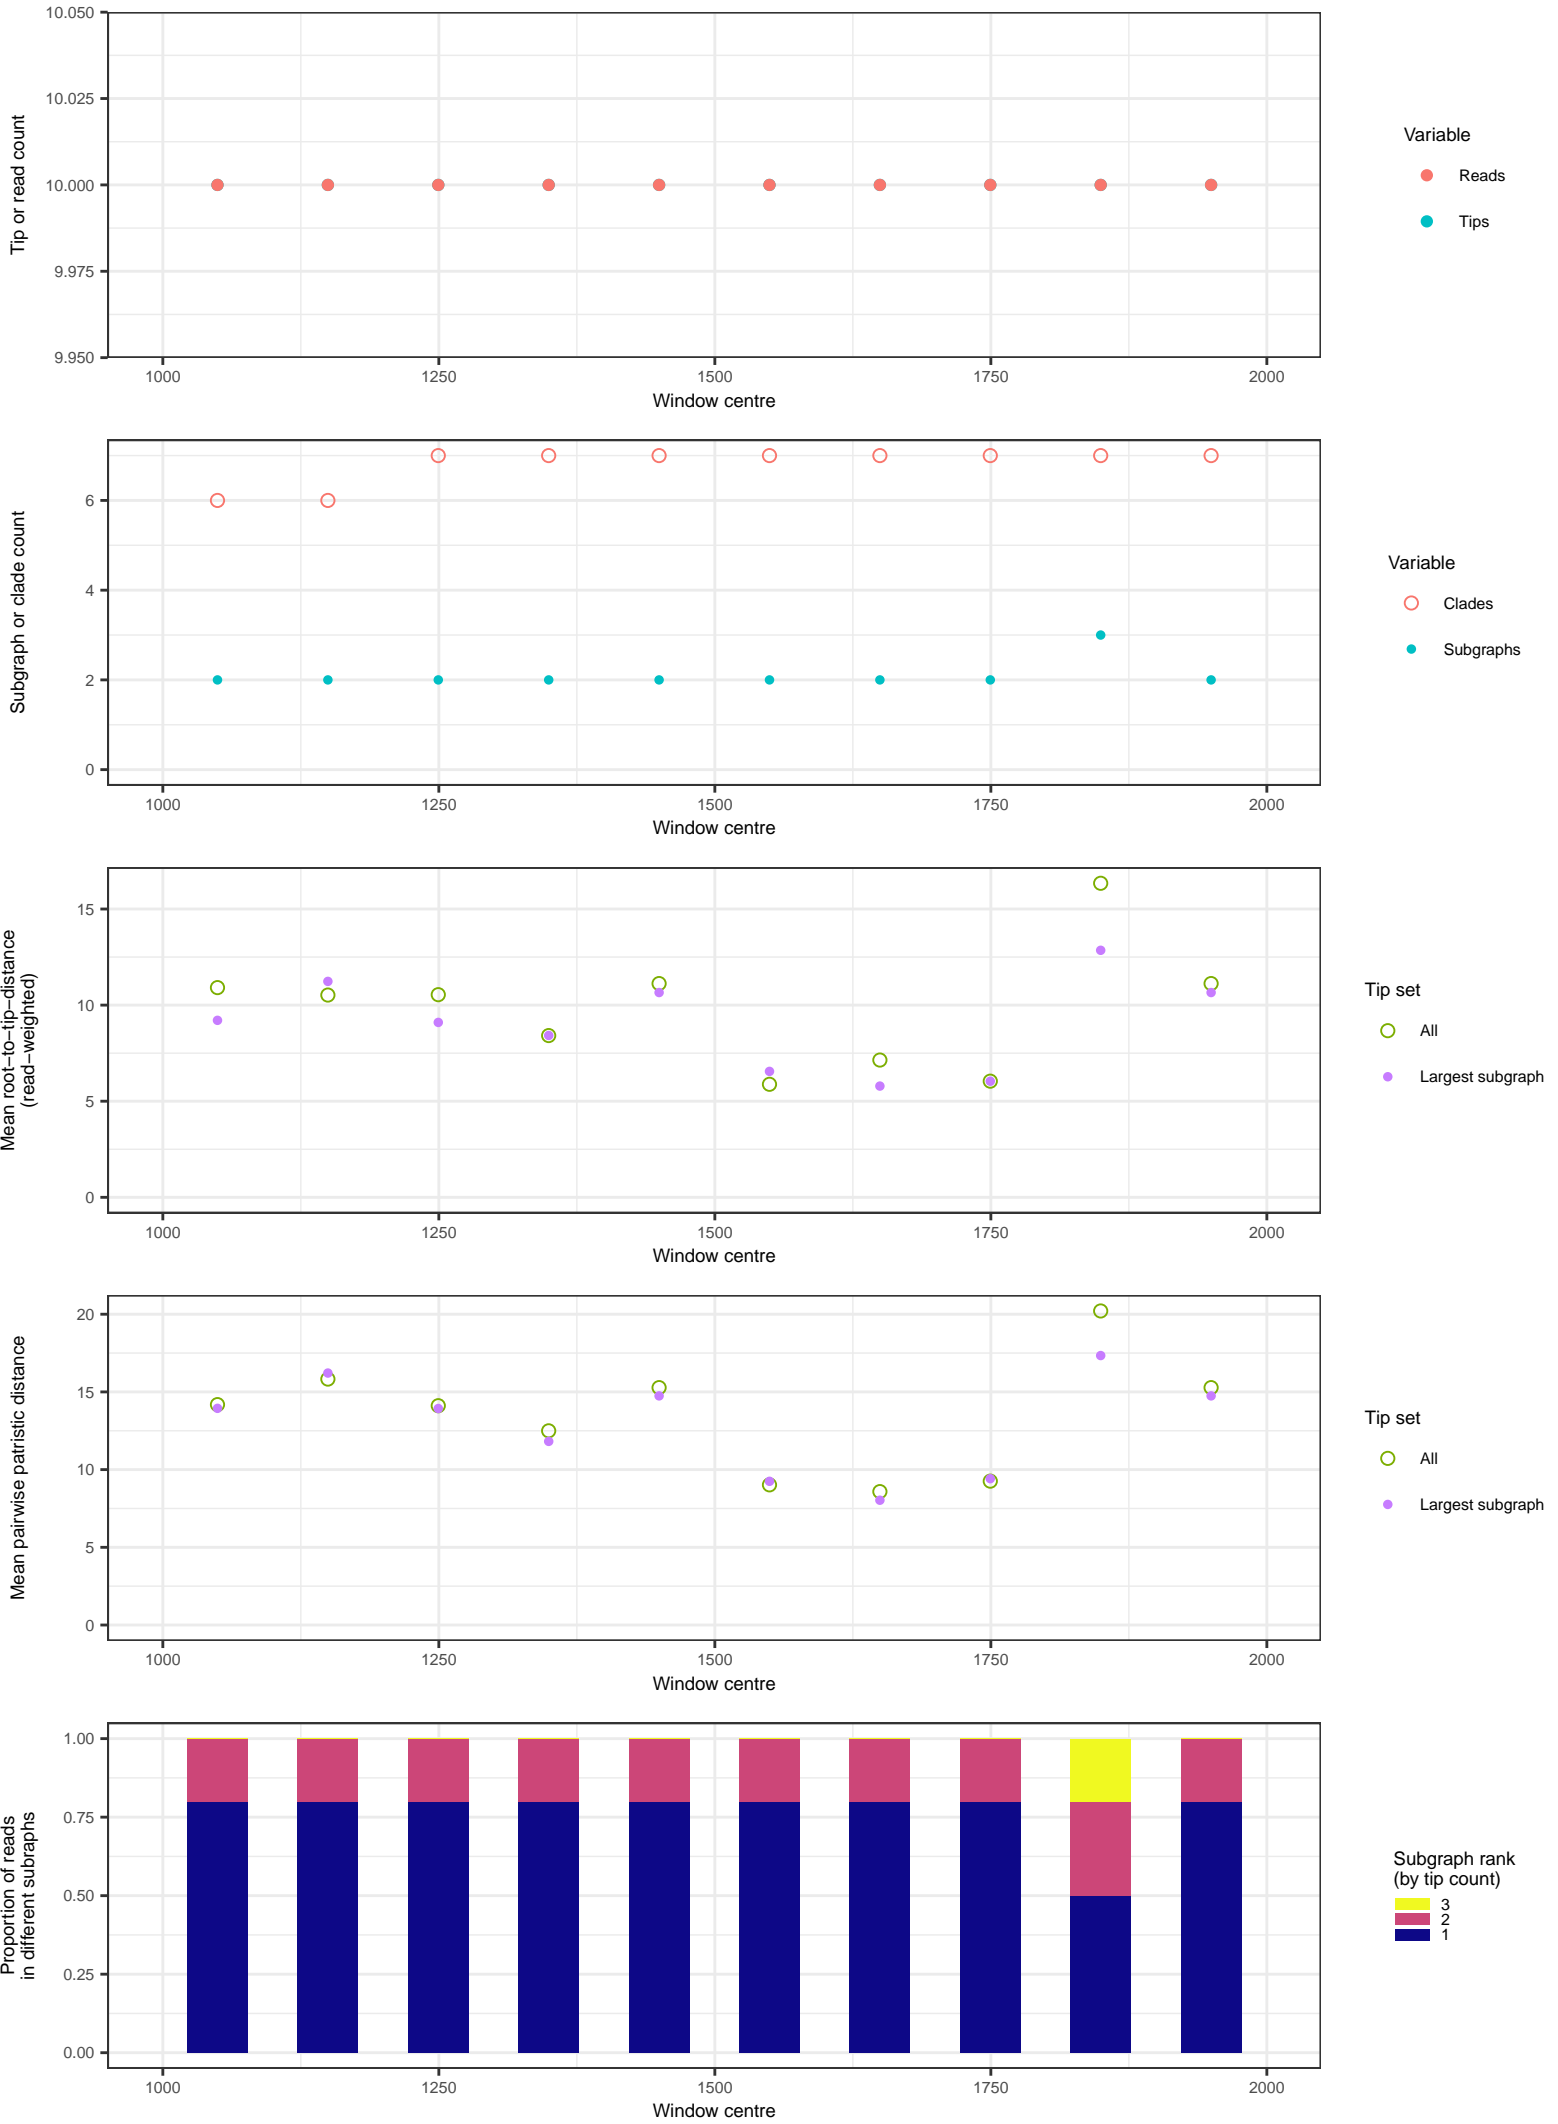 10.050
10.025
10.000
9.975
9.950
Tip or read count
1000 1250 1500 1750 2000
Window centre
Variable
Reads
Tips
6
4
2
0
Subgraph or clade count
1000 1250 1500 1750 2000
Window centre
Variable
Clades
Subgraphs
15
10
5
0
Mean root−to−tip−distance
(read−weighted)
1000 1250 1500 1750 2000
Window centre
Tip set
All
Largest subgraph
20
15
10
5
0
Mean pairwise patristic distance
1000 1250 1500 1750 2000
Window centre
Tip set
All
Largest subgraph
1.00
0.75
0.50
0.25
0.00
Proportion of reads
in different subraphs
1000 1250 1500 1750 2000
Window centre
Subgraph rank
(by tip count)
3
2
1